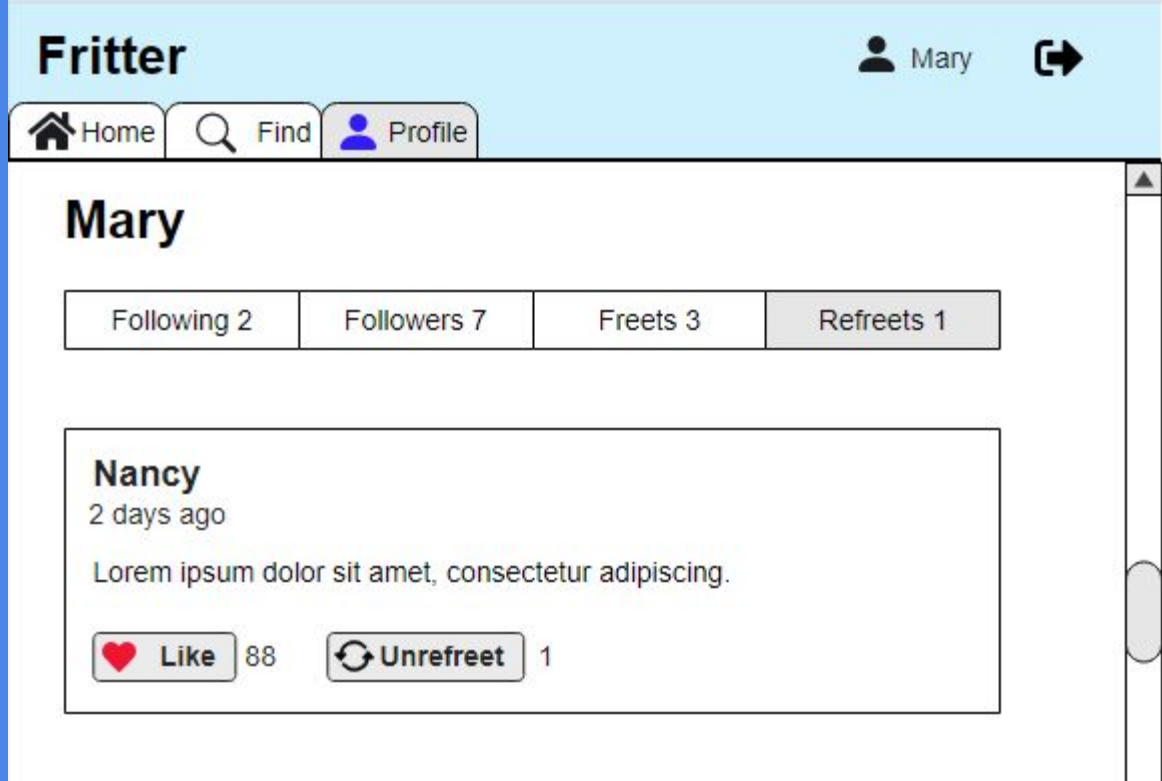 Fritter
Mary
Home Find Profile
Mary
Following 2 Followers 7 Freets 3 Refreets 1
Nancy
2 days ago
Lorem ipsum dolor sit amet, consectetur adipiscing.
Like 88 Unrefreet 1